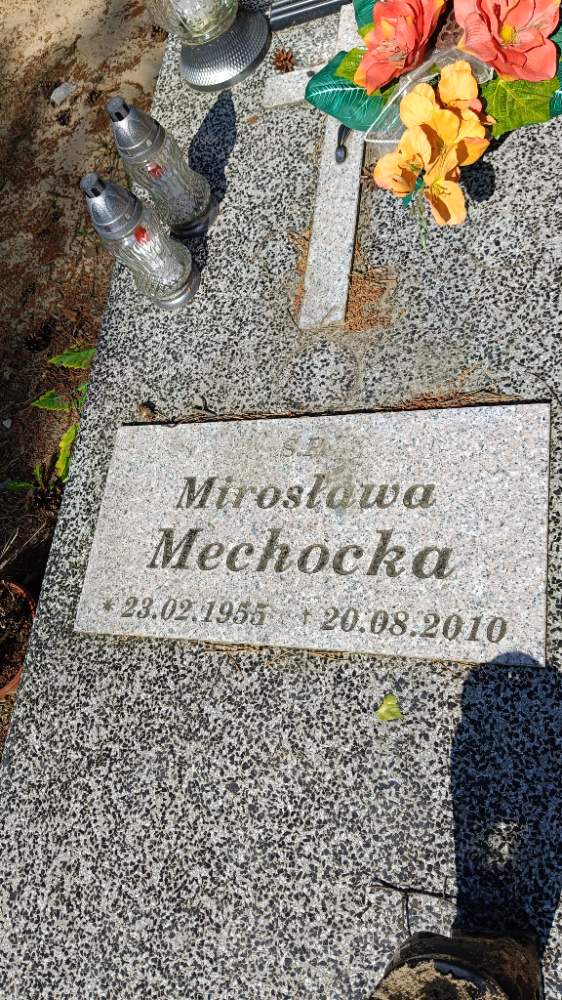 Ś.P.
Mirosława
Mechocka
* 23.02.1955 † 20.08.2010